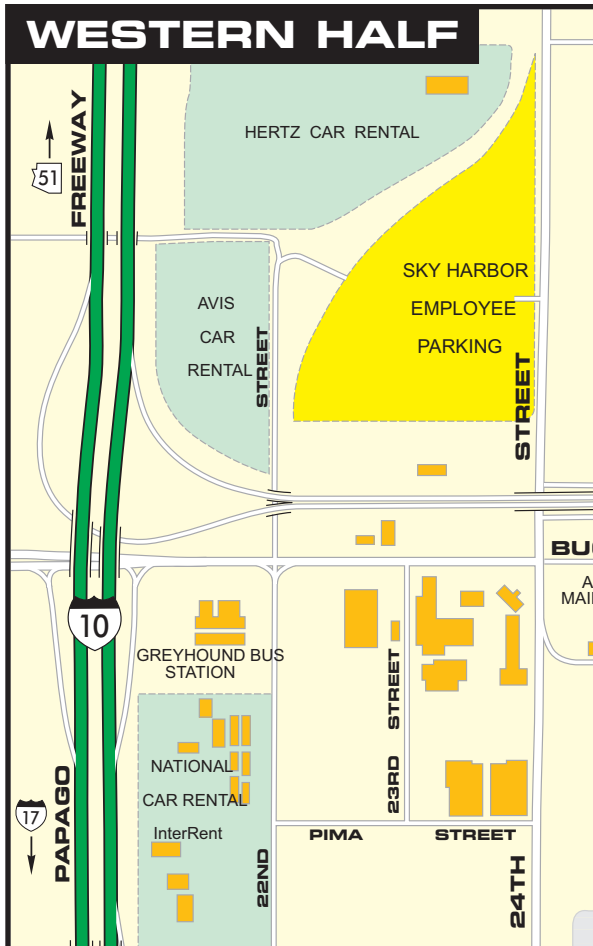 WESTERN HALF
FREEWAY
51
HERTZ CAR RENTAL
SKY HARBOR
EMPLOYEE
PARKING
AVIS
CAR
RENTAL
STREET
STREET
BU
A
MAI
10
GREYHOUND BUS
STATION
STREET
23RD
NATIONAL
CAR RENTAL
InterRent
PAPAGO
17
PIMA STREET
22ND
24TH